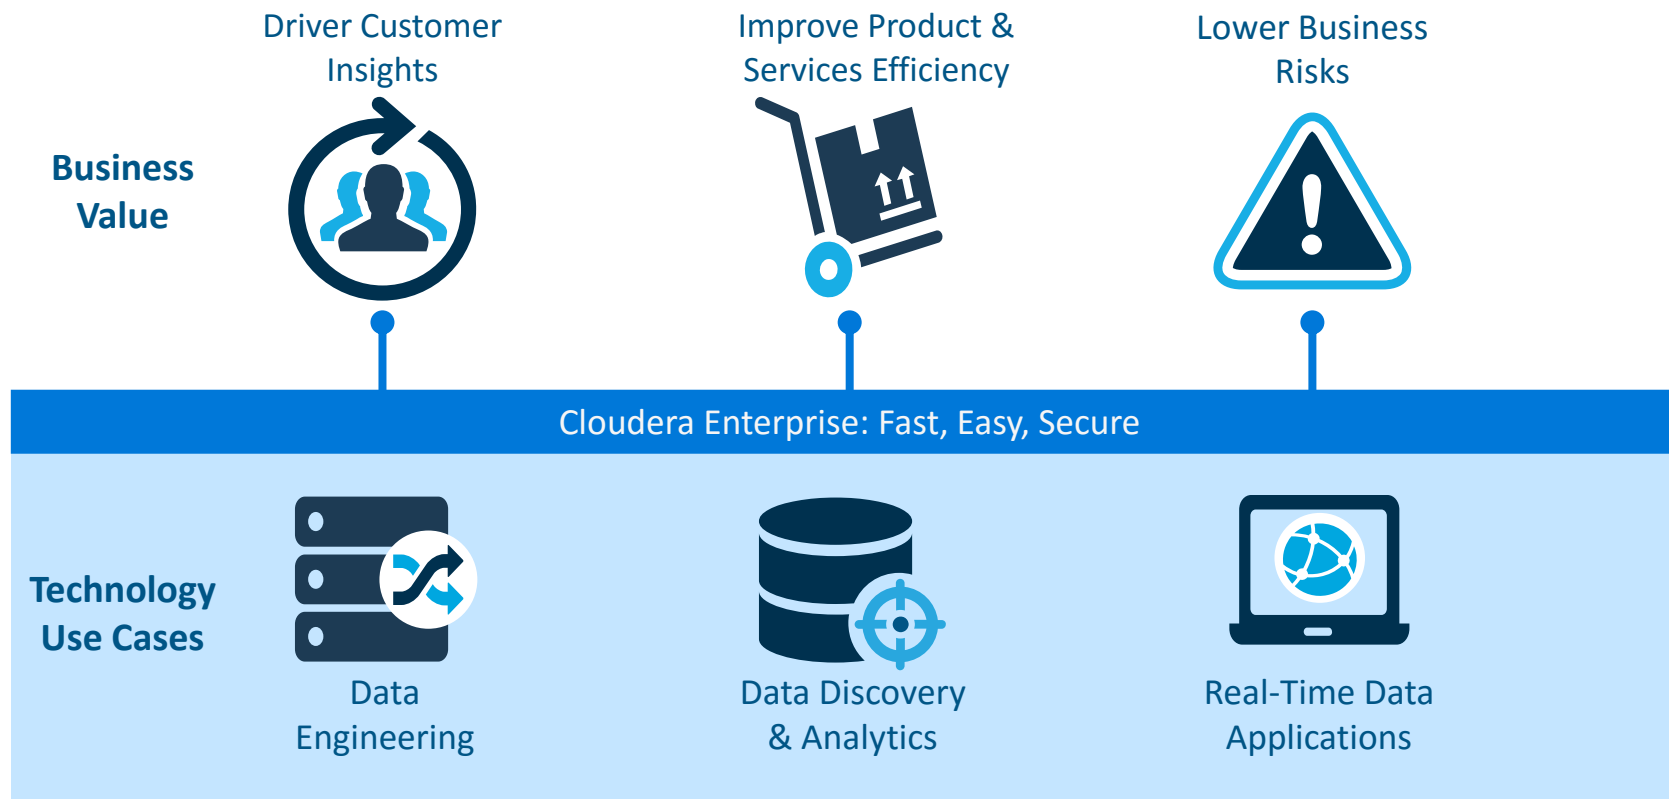 Driver Customer
Insights
Improve Product &
Services Efficiency
Lower Business
Risks
Business
Value
Cloudera Enterprise: Fast, Easy, Secure
Technology
Use Cases
Data
Engineering
Data Discovery
& Analytics
Real-Time Data
Applications